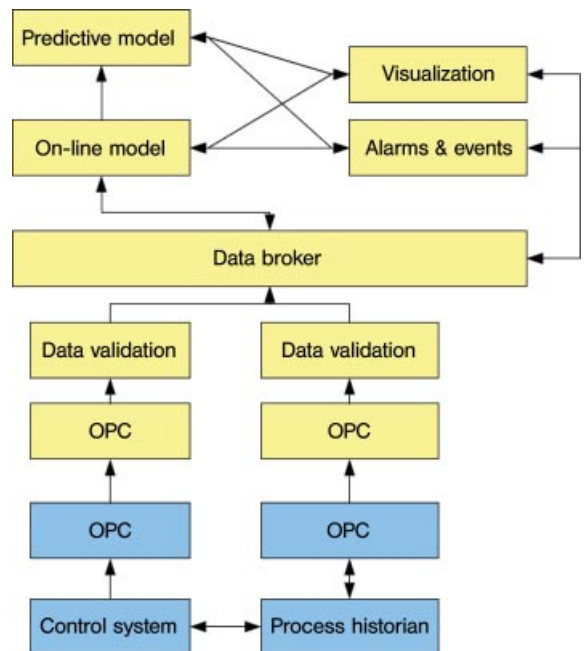 Predictive model
Visualization
On-line model
Alarms & events
Data broker
Data validation
Data validation
OPC
OPC
OPC
OPC
Control system
Process historian